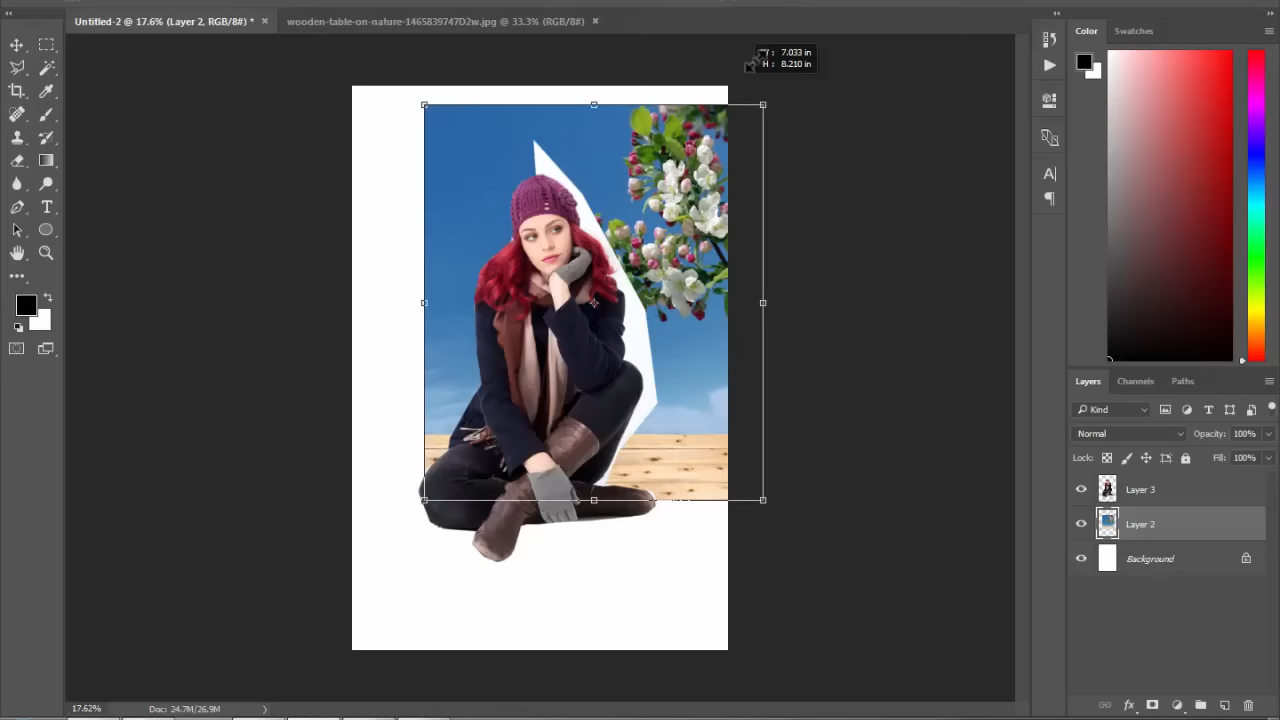 Untitled-2 @ 17.6% (Layer 2, RGB/8#) * ×
wooden-table-on-nature-1465839747D2w.jpg @ 33.3% (RGB/8#) ×
W : 7.033 in
H : 8.210 in
Color Swatches
Layers Channels Paths
Kind
Normal Opacity: 100%
Lock: Fill: 100%
Layer 3
Layer 2
Background
17.62% Doc: 24.7M/26.9M